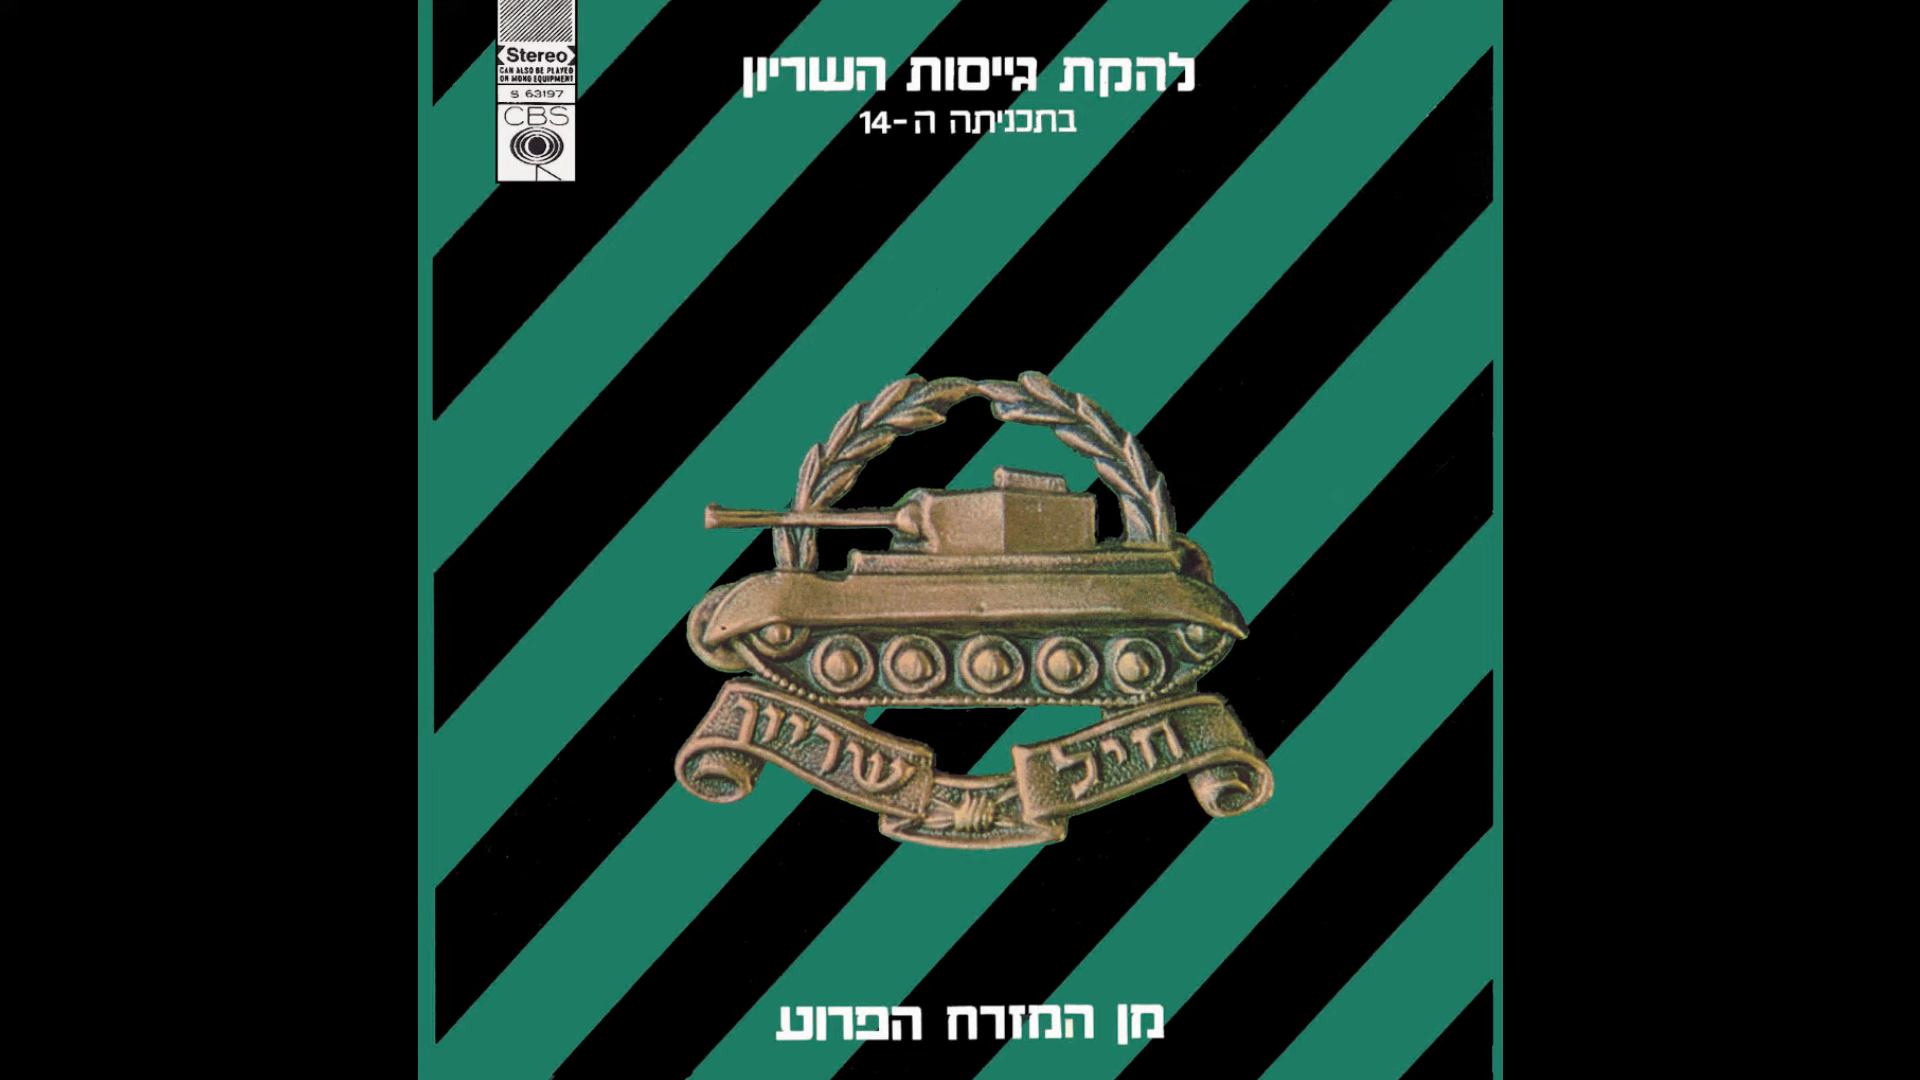 Stereo
CAN ALSO BE PLAYED
ON MONO EQUIPMENT
S 63197
CBS
להקת גייסות השריון
בתכניתה ה-14
חיל שריון
מן המזרח הפרוע